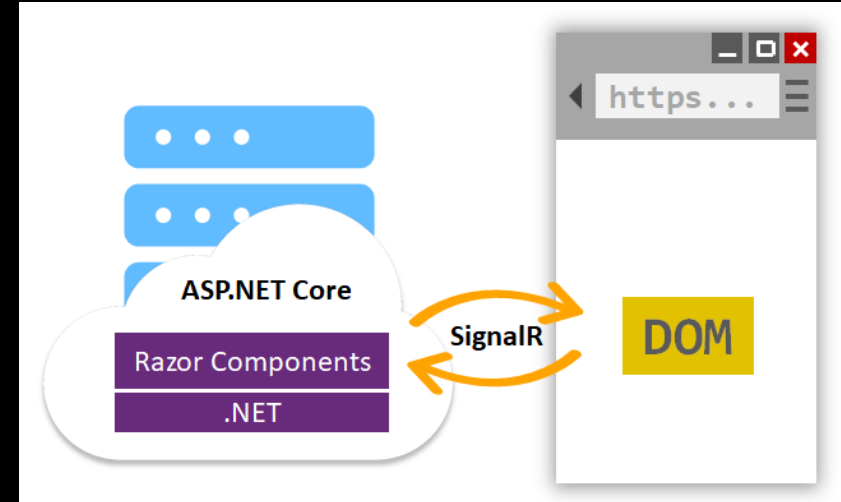 https...
ASP.NET Core
SignalR
DOM
Razor Components
.NET